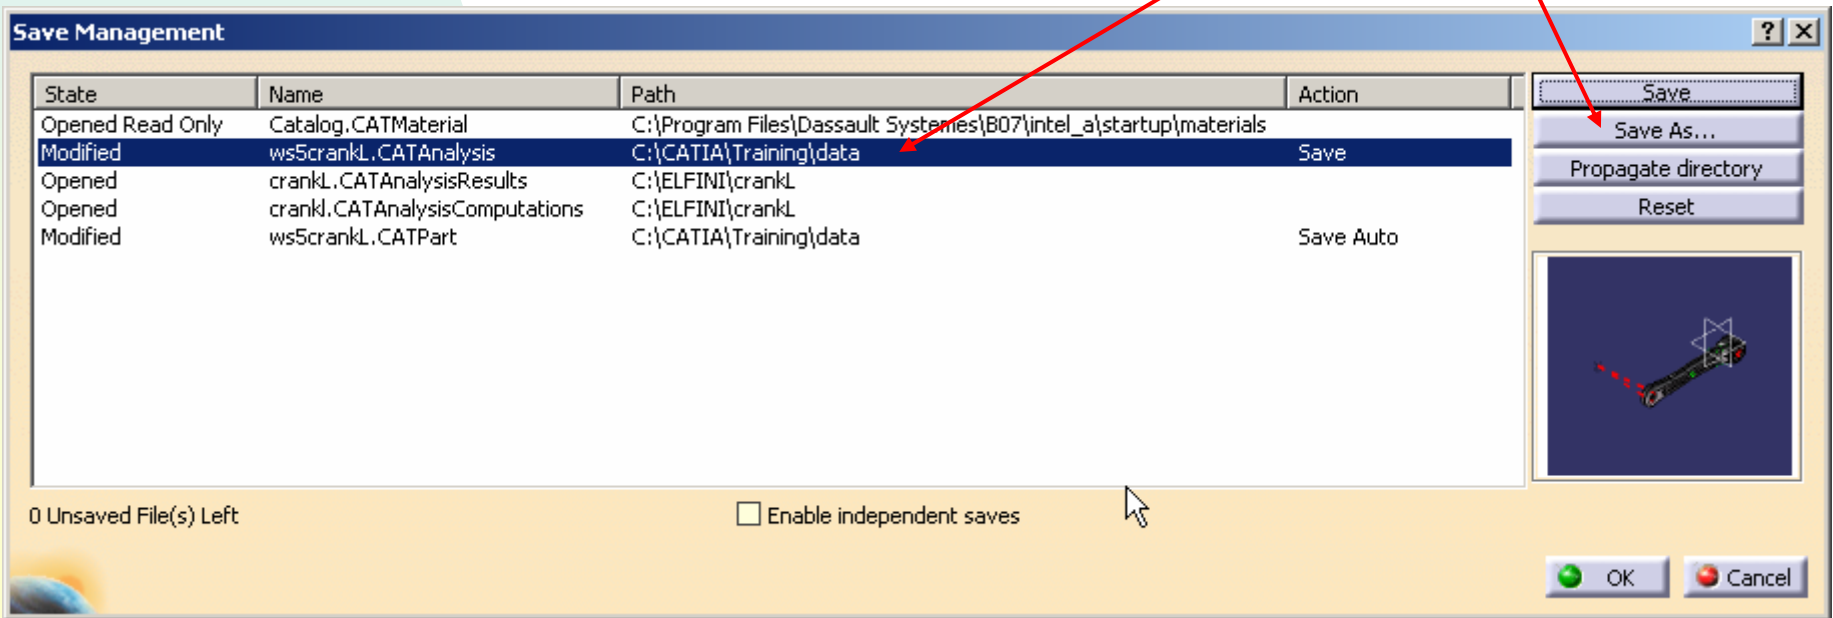 Save Management
State Name Path Action
Opened Read Only Catalog.CATMaterial C:\Program Files\Dassault Systemes\B07\intel_a\startup\materials
Modified ws5crankL.CATAnalysis C:\CATIA\Training\data Save
Opened crankL.CATAnalysisResults C:\ELFINI\crankL
Opened crankl.CATAnalysisComputations C:\ELFINI\crankL
Modified ws5crankL.CATPart C:\CATIA\Training\data Save Auto
Save
Save As...
Propagate directory
Reset
0 Unsaved File(s) Left
Enable independent saves
OK
Cancel